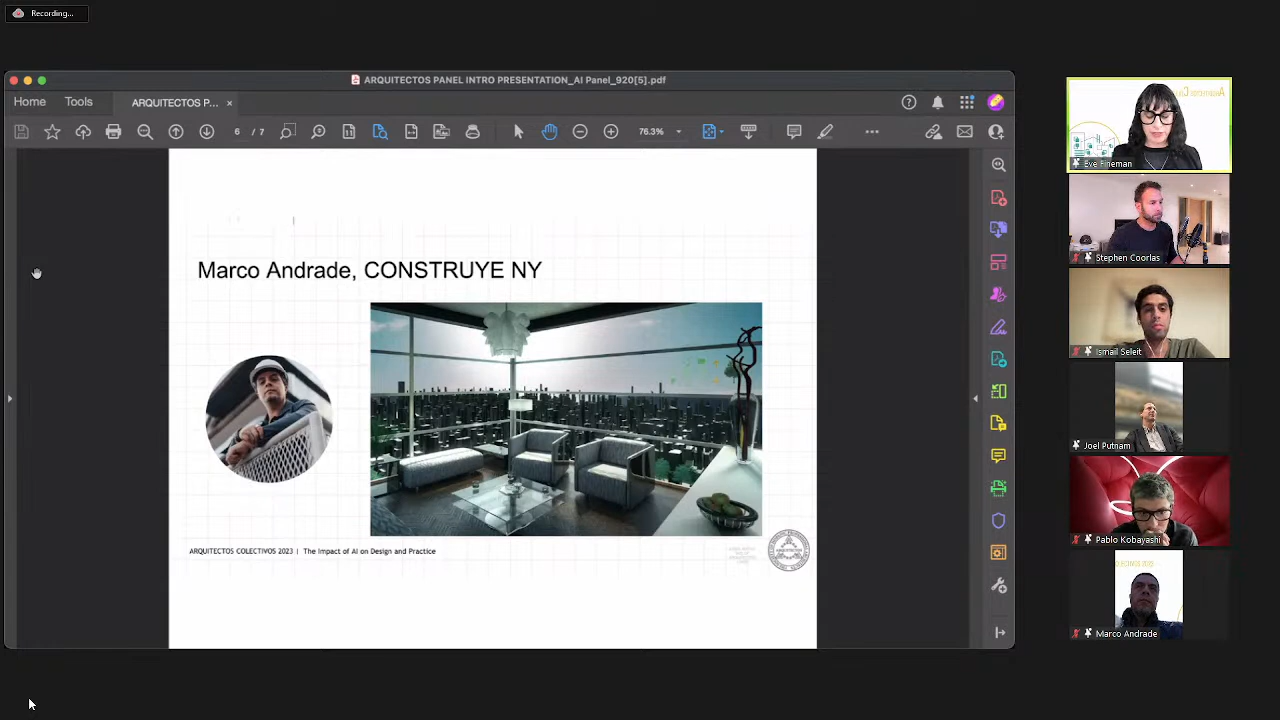 Recording...
ARQUITECTOS PANEL INTRO PRESENTATION_AI Panel_920[5].pdf
Home
Tools
ARQUITECTOS P...
6 / 7
76.3%
Marco Andrade, CONSTRUYE NY
ARQUITECTOS COLECTIVOS 2023 | The Impact of AI on Design and Practice
ARQUITECTOS
Eve Fineman
Stephen Coorlas
Ismail Seleit
Joel Putnam
Pablo Kobayashi
Marco Andrade